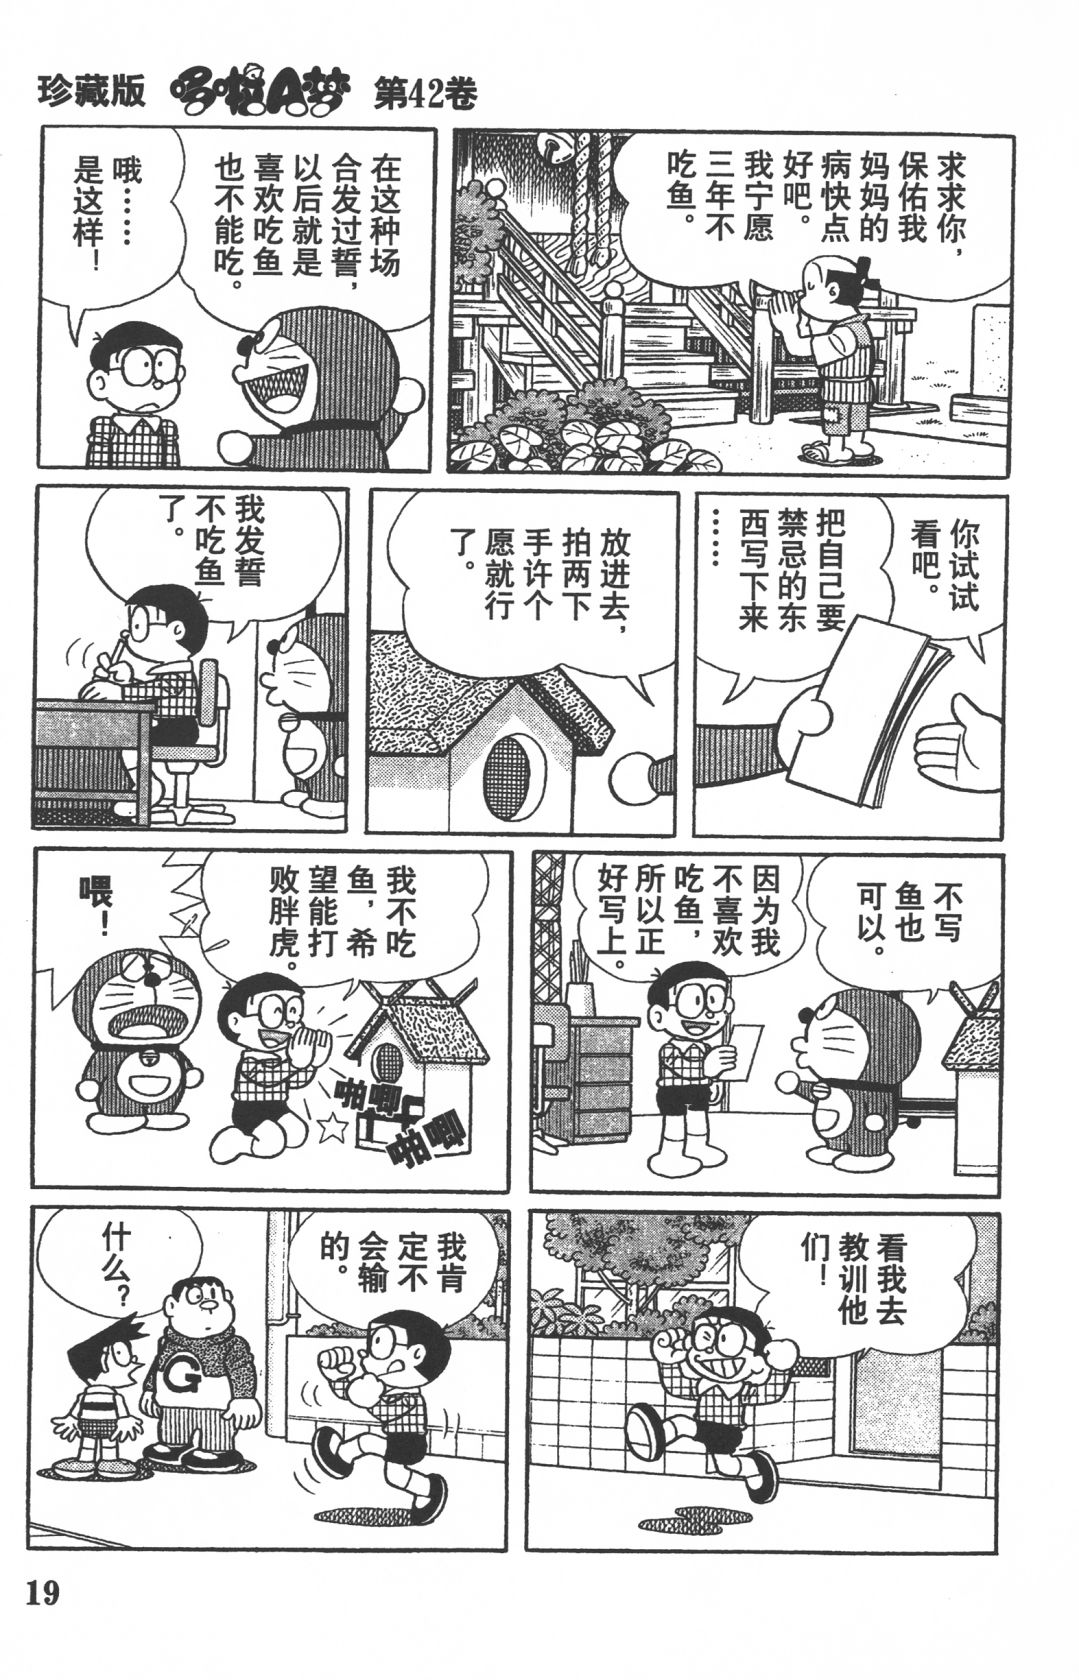 珍藏版 哆啦A梦 第42卷
求求你，
保佑我
妈妈的
病快点
好吧。
我宁愿
三年不
吃鱼。
在这种场
合发过誓，
以后就是
喜欢吃鱼
也不能吃。
哦……
是这样！
你试试
看吧。
把自己要
禁忌的东
西写下来
……
放进去，
拍两下
手许个
愿就行
了。
我发誓
不吃鱼
了。
不写
鱼也
可以。
因为我
不喜欢
吃鱼，
所以正
好写上。
我不吃
鱼，希
望能打
败胖虎。
啪唧
啪唧
喂！
看我去
教训他
们！
我肯
定不
会输
的。
什么？
G
19